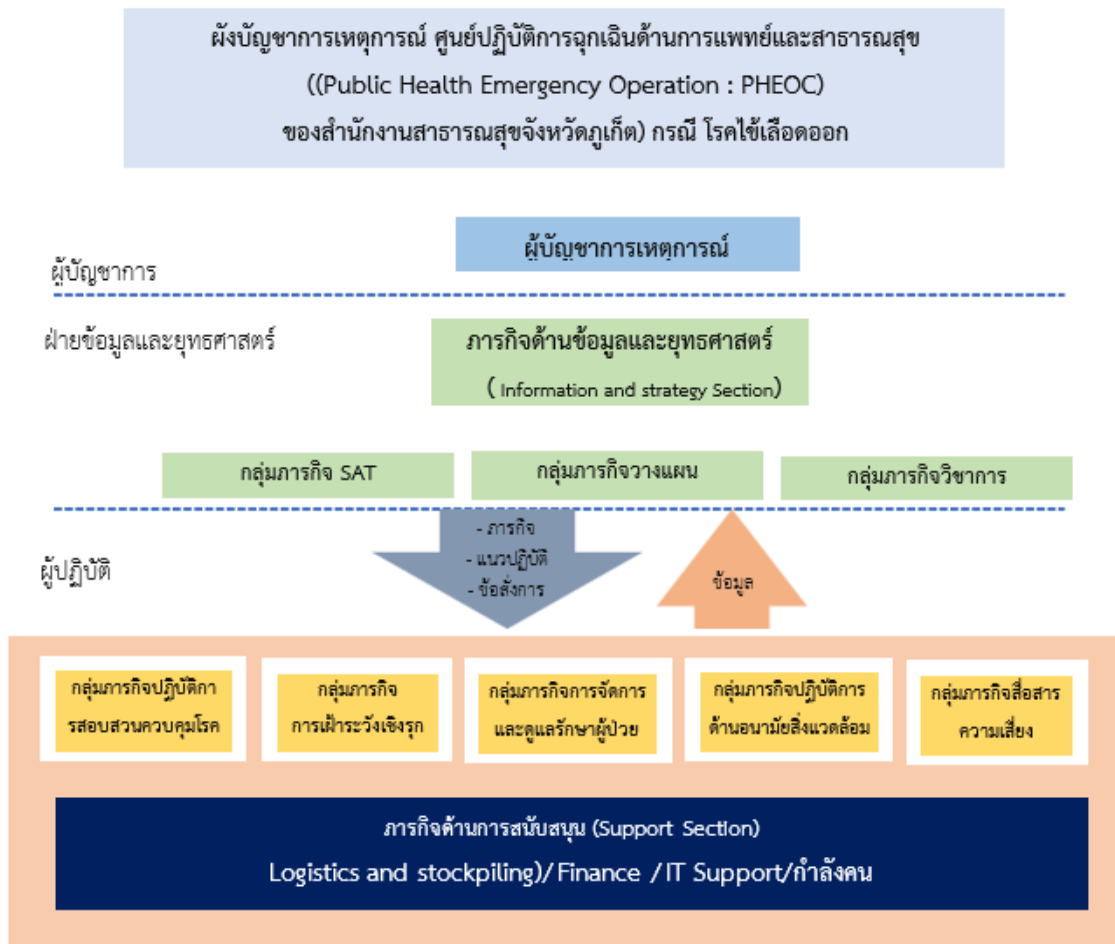 ผังบัญชาการเหตุการณ์ ศูนย์ปฏิบัติการฉุกเฉินด้านการแพทย์และสาธารณสุข
((Public Health Emergency Operation : PHEOC)
ของสำนักงานสาธารณสุขจังหวัดภูเก็ต) กรณี โรคไข้เลือดออก
ผู้บัญชาการเหตุการณ์
ผู้บัญชาการ
ฝ่ายข้อมูลและยุทธศาสตร์
ภารกิจด้านข้อมูลและยุทธศาสตร์
( Information and strategy Section)
กลุ่มภารกิจ SAT
กลุ่มภารกิจวางแผน
กลุ่มภารกิจวิชาการ
ผู้ปฏิบัติ
- ภารกิจ
- แนวปฏิบัติ
- ข้อสั่งการ
ข้อมูล
กลุ่มภารกิจปฏิบัติกา
รสอบสวนควบคุมโรค
กลุ่มภารกิจ
การเฝ้าระวังเชิงรุก
กลุ่มภารกิจการจัดการ
และดูแลรักษาผู้ป่วย
กลุ่มภารกิจปฏิบัติการ
ด้านอนามัยสิ่งแวดล้อม
กลุ่มภารกิจสื่อสาร
ความเสี่ยง
ภารกิจด้านการสนับสนุน (Support Section)
Logistics and stockpiling)/ Finance / IT Support/กำลังคน